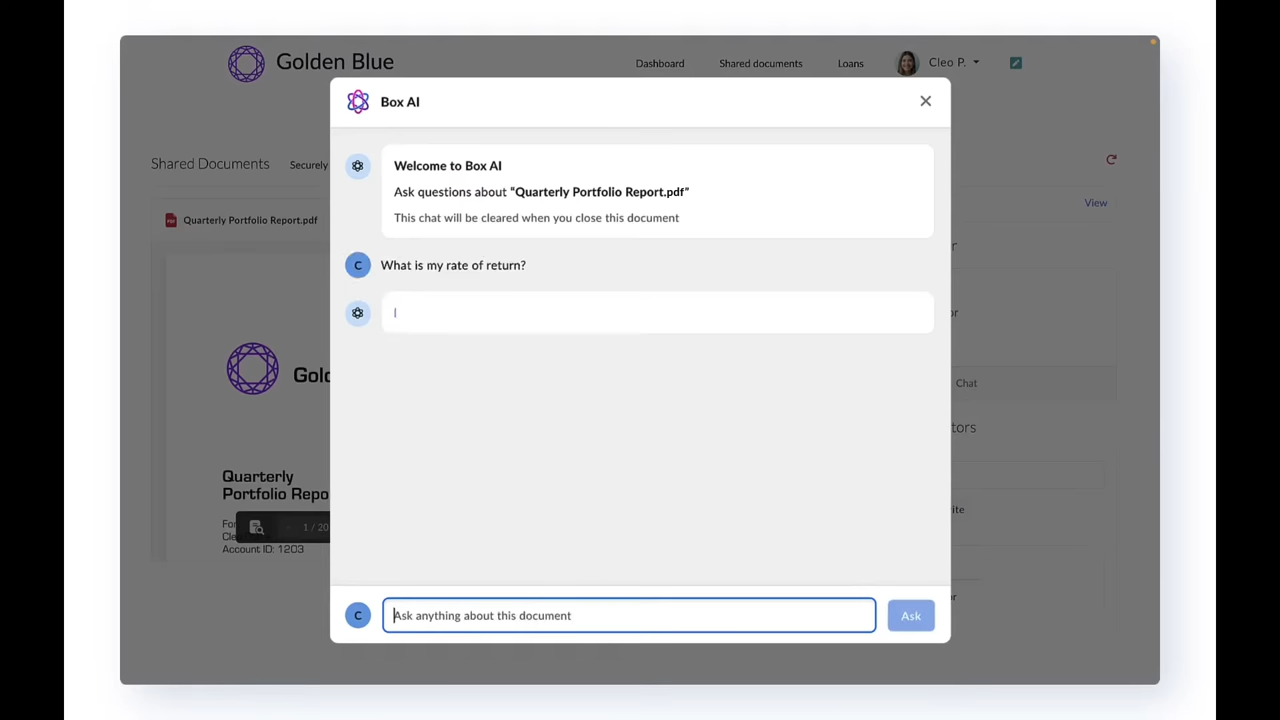 Golden Blue
Dashboard
Shared documents
Loans
Cleo P.
Box AI
Shared Documents
Securely
View
Welcome to Box AI
Ask questions about “Quarterly Portfolio Report.pdf”
This chat will be cleared when you close this document
Quarterly Portfolio Report.pdf
C
What is my rate of return?
Chat
Quarterly
Portfolio Repo
1 / 20
Account ID: 1203
C
Ask anything about this document
Ask